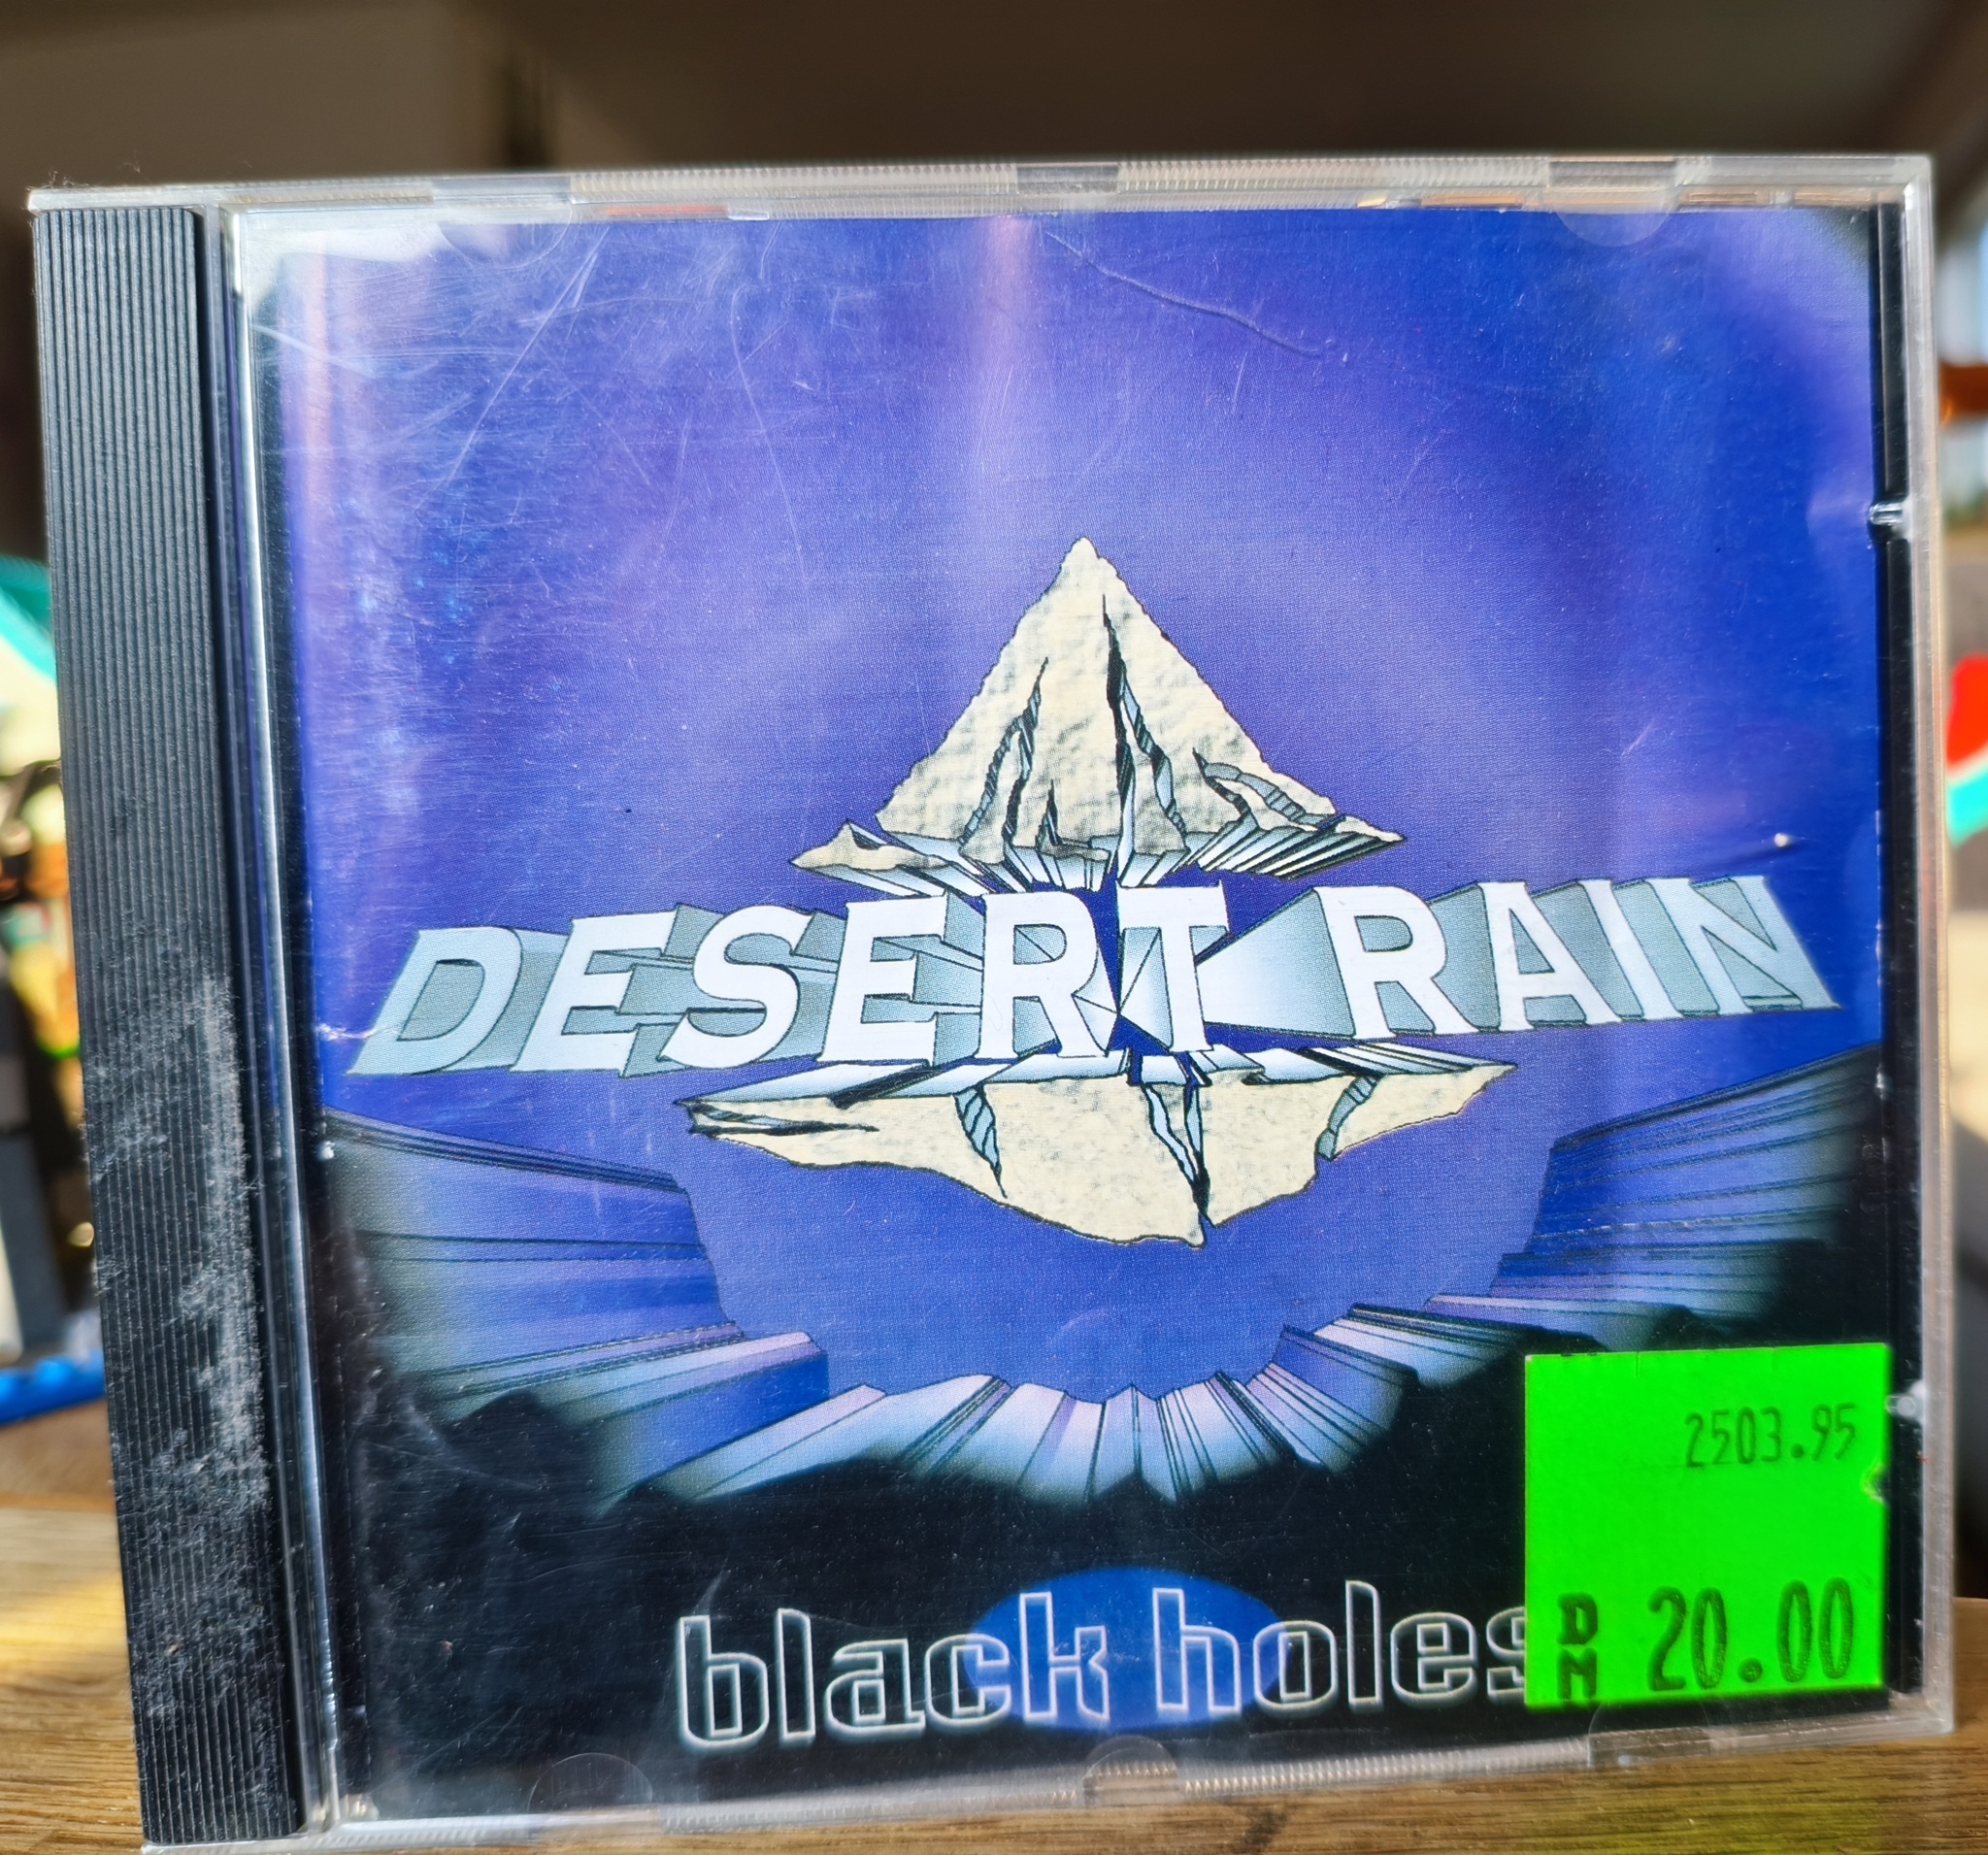 DESERT RAIN
black holes
2503.95
DM 20.00